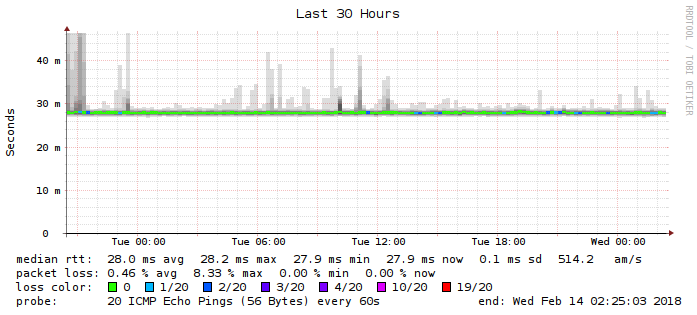 Last 30 Hours
RRDTOOL / TOBI OETIKER
Seconds
40 m
30 m
20 m
10 m
0
Tue 00:00 Tue 06:00 Tue 12:00 Tue 18:00 Wed 00:00
median rtt: 28.0 ms avg 28.2 ms max 27.9 ms min 27.9 ms now 0.1 ms sd 514.2 am/s
packet loss: 0.46 % avg 8.33 % max 0.00 % min 0.00 % now
loss color: 0 1/20 2/20 3/20 4/20 10/20 19/20
probe: 20 ICMP Echo Pings (56 Bytes) every 60s end: Wed Feb 14 02:25:03 2018